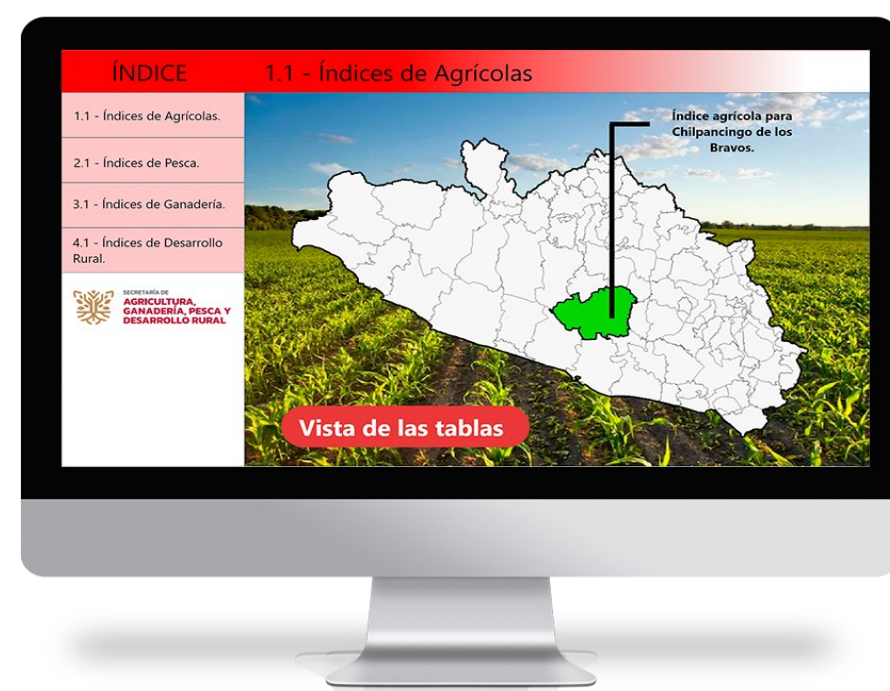 ÍNDICE
1.1 - Índices de Agrícolas
1.1 - Índices de Agrícolas.
2.1 - Índices de Pesca.
3.1 - Índices de Ganadería.
4.1 - Índices de Desarrollo
Rural.
SECRETARÍA DE
AGRICULTURA,
GANADERÍA, PESCA Y
DESARROLLO RURAL
Índice agrícola para
Chilpancingo de los
Bravos.
Vista de las tablas